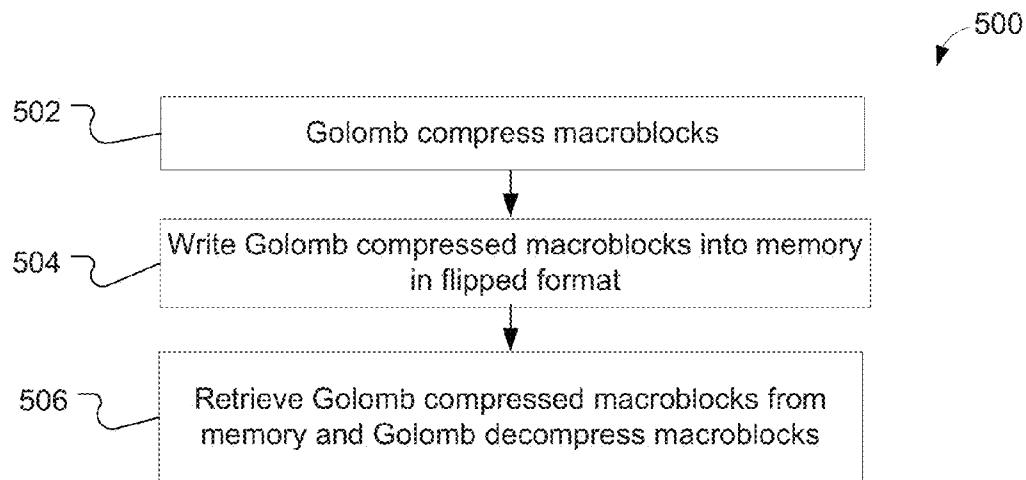 500
502
Golomb compress macroblocks
504
Write Golomb compressed macroblocks into memory
in flipped format
506
Retrieve Golomb compressed macroblocks from
memory and Golomb decompress macroblocks